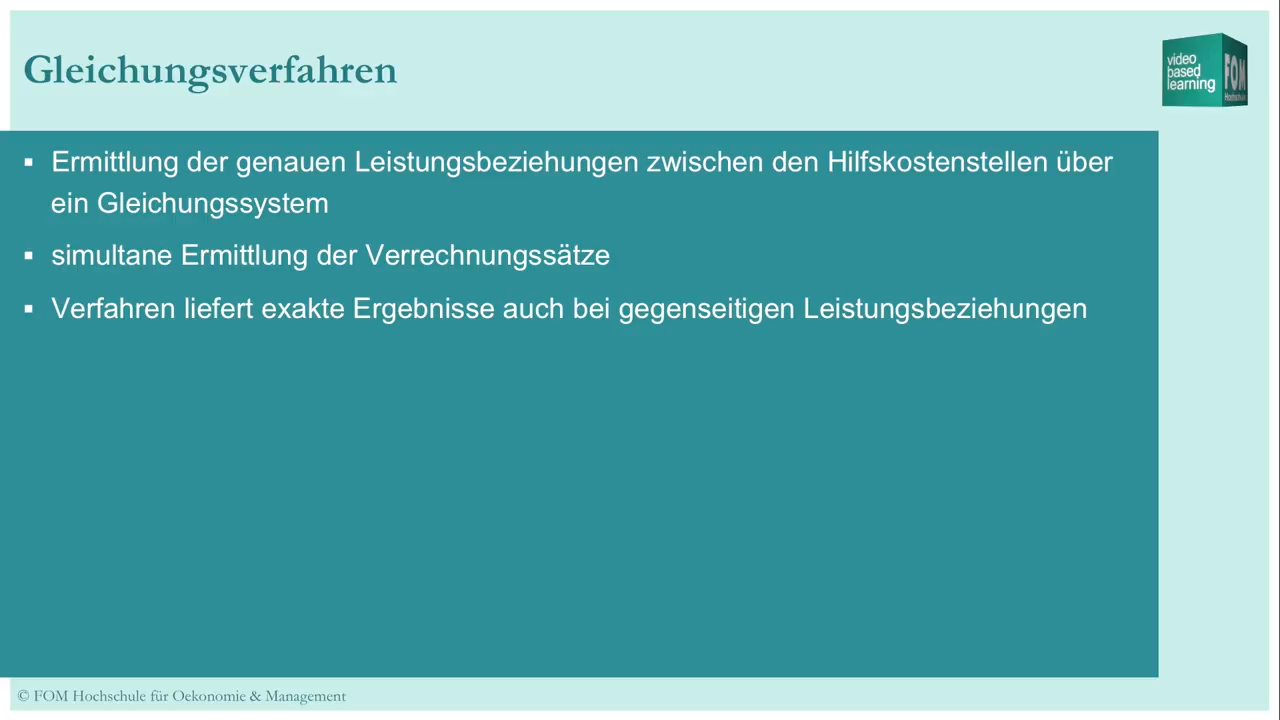 Gleichungsverfahren
video
based
learning
FOM
Hochschule
▪ Ermittlung der genauen Leistungsbeziehungen zwischen den Hilfskostenstellen über
ein Gleichungssystem
▪ simultane Ermittlung der Verrechnungssätze
▪ Verfahren liefert exakte Ergebnisse auch bei gegenseitigen Leistungsbeziehungen
© FOM Hochschule für Oekonomie & Management